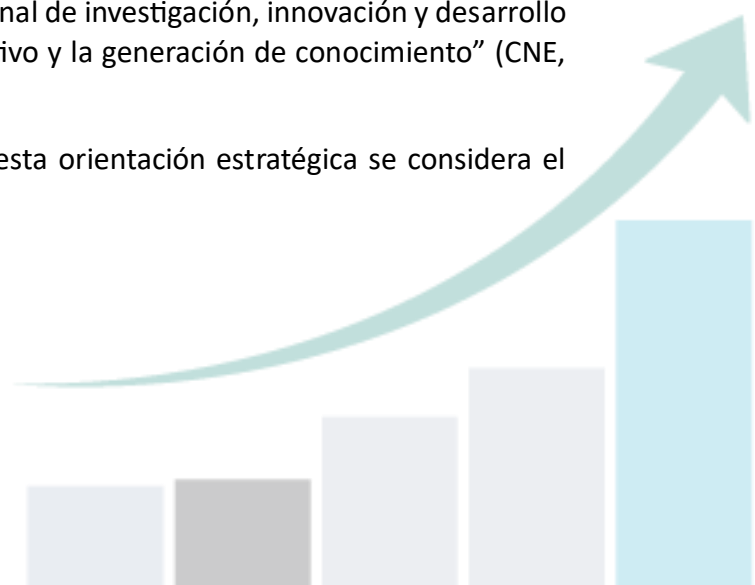 nal de investigación, innovación y desarrollo
ivo y la generación de conocimiento” (CNE,
esta orientación estratégica se considera el